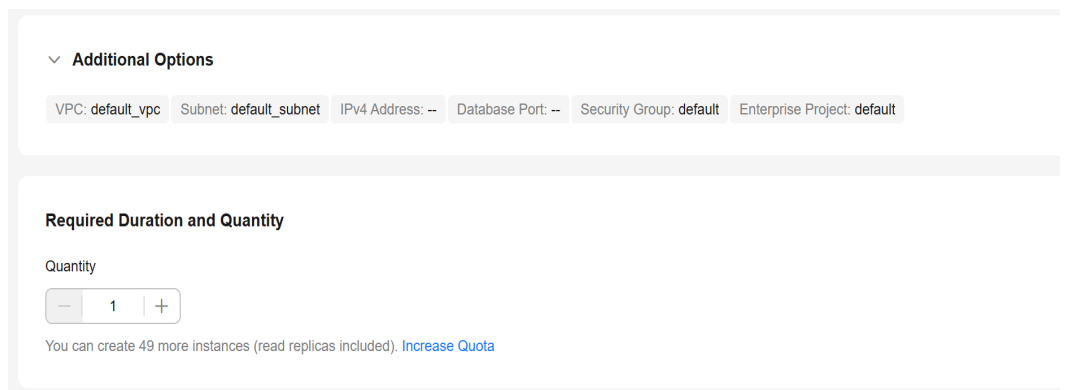 Additional Options
VPC: default_vpc Subnet: default_subnet IPv4 Address: -- Database Port: -- Security Group: default Enterprise Project: default
Required Duration and Quantity
Quantity
1
You can create 49 more instances (read replicas included). Increase Quota